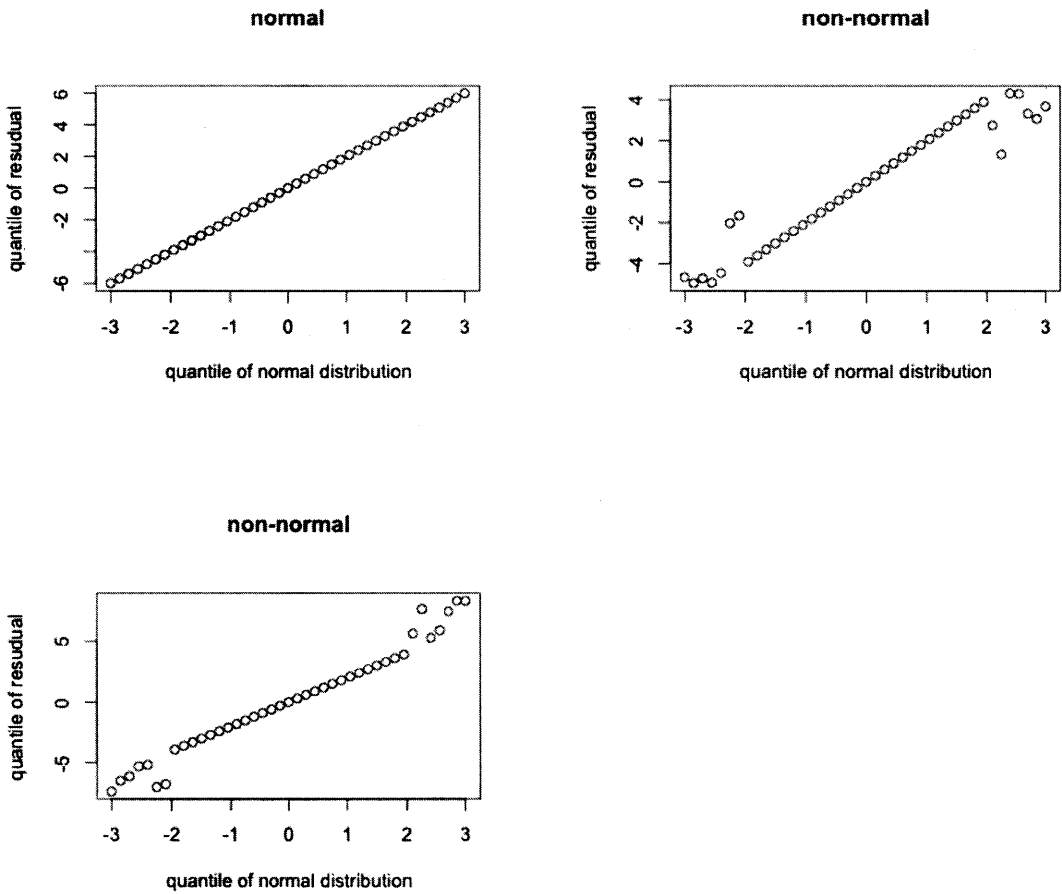 normal
quantile of resudual
6
4
2
0
-2
-6
-3 -2 -1 0 1 2 3
quantile of normal distribution
non-normal
quantile of resudual
4
2
0
-2
-4
-3 -2 -1 0 1 2 3
quantile of normal distribution
non-normal
quantile of resudual
5
0
-5
-3 -2 -1 0 1 2 3
quantile of normal distribution